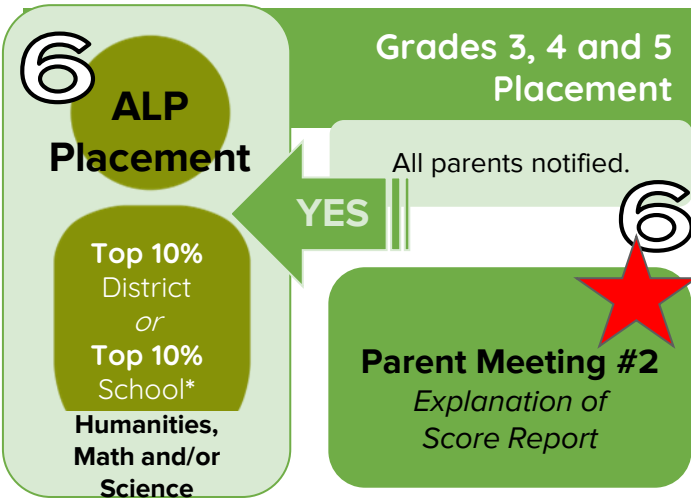 6
ALP
Placement
Top 10%
District
or
Top 10%
School*
Humanities,
Math and/or
Science
Grades 3, 4 and 5
Placement
All parents notified.
YES
6
Parent Meeting #2
Explanation of
Score Report